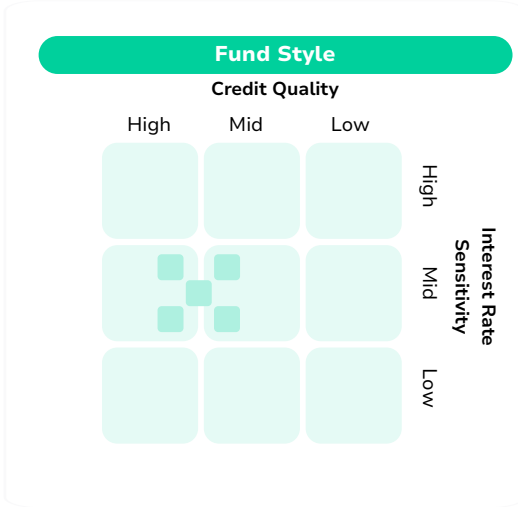 Fund Style
Credit Quality
High
Mid
Low
High
Mid
Low
Interest Rate
Sensitivity